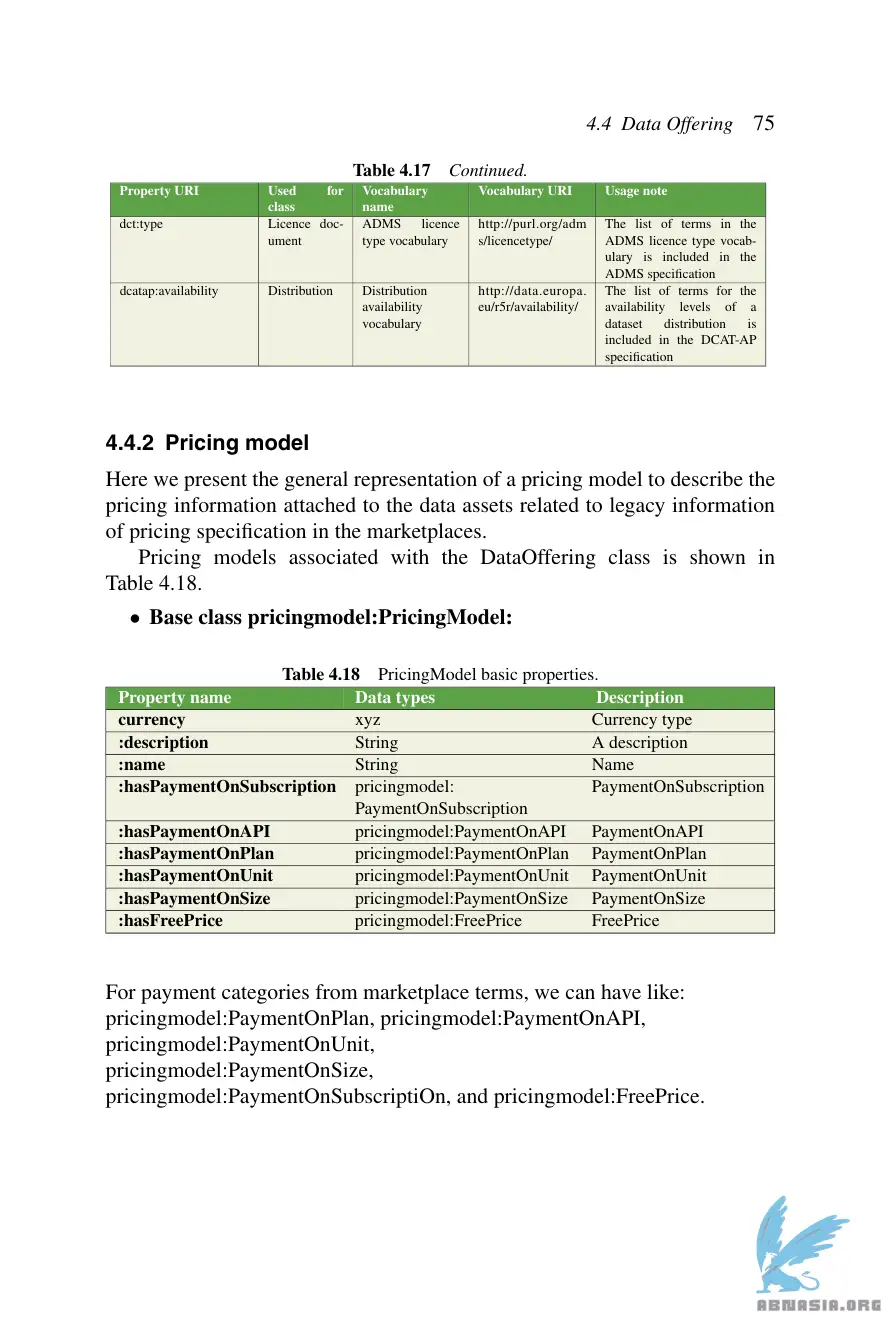 4.4 Data Offering 75
Table 4.17 Continued.
Property URI Used for class Vocabulary name Vocabulary URI Usage note
dct:type Licence doc- ADMS licence http://purl.org/adm The list of terms in the
ument type vocabulary s/licencetype/ ADMS licence type vocab-
ulary is included in the
ADMS specification
dcatap:availability Distribution Distribution http://data.europa. The list of terms for the
availability eu/r5r/availability/ availability levels of a
vocabulary dataset distribution is
included in the DCAT-AP
specification
4.4.2 Pricing model
Here we present the general representation of a pricing model to describe the
pricing information attached to the data assets related to legacy information
of pricing specification in the marketplaces.
Pricing models associated with the DataOffering class is shown in
Table 4.18.
• Base class pricingmodel:PricingModel:
Table 4.18 PricingModel basic properties.
Property name Data types Description
currency xyz Currency type
:description String A description
:name String Name
:hasPaymentOnSubscription pricingmodel: PaymentOnSubscription
PaymentOnSubscription
:hasPaymentOnAPI pricingmodel:PaymentOnAPI PaymentOnAPI
:hasPaymentOnPlan pricingmodel:PaymentOnPlan PaymentOnPlan
:hasPaymentOnUnit pricingmodel:PaymentOnUnit PaymentOnUnit
:hasPaymentOnSize pricingmodel:PaymentOnSize PaymentOnSize
:hasFreePrice pricingmodel:FreePrice FreePrice
For payment categories from marketplace terms, we can have like:
pricingmodel:PaymentOnPlan, pricingmodel:PaymentOnAPI,
pricingmodel:PaymentOnUnit,
pricingmodel:PaymentOnSize,
pricingmodel:PaymentOnSubscriptiOn, and pricingmodel:FreePrice.
ABNASIA.ORG